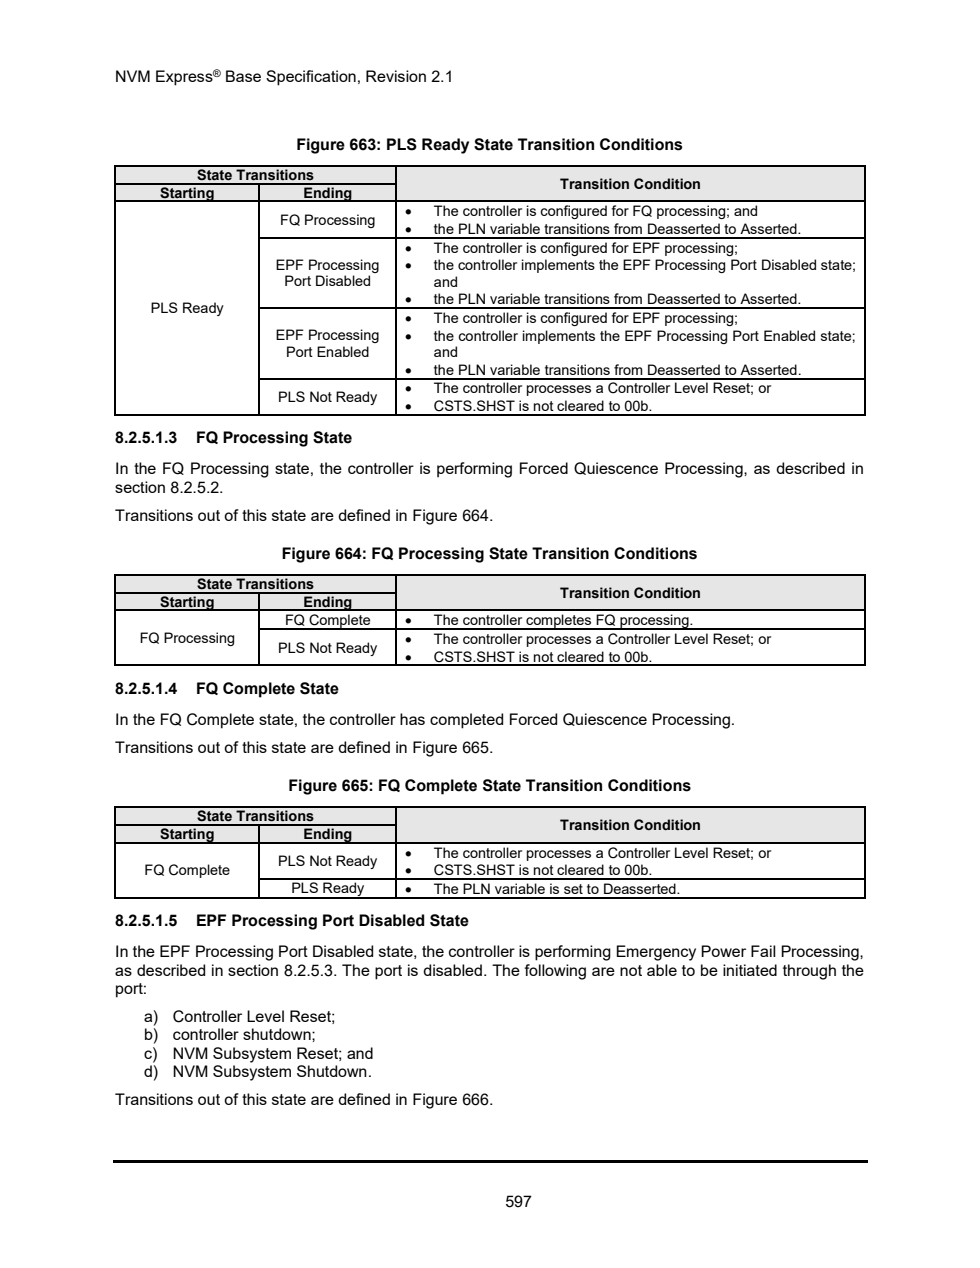 NVM Express® Base Specification, Revision 2.1
Figure 663: PLS Ready State Transition Conditions
State Transitions
Transition Condition
Starting
Ending
PLS Ready
FQ Processing
• The controller is configured for FQ processing; and
• the PLN variable transitions from Deasserted to Asserted.
EPF Processing
Port Disabled
• The controller is configured for EPF processing;
• the controller implements the EPF Processing Port Disabled state;
and
• the PLN variable transitions from Deasserted to Asserted.
EPF Processing
Port Enabled
• The controller is configured for EPF processing;
• the controller implements the EPF Processing Port Enabled state;
and
• the PLN variable transitions from Deasserted to Asserted.
PLS Not Ready
• The controller processes a Controller Level Reset; or
• CSTS.SHST is not cleared to 00b.
8.2.5.1.3 FQ Processing State
In the FQ Processing state, the controller is performing Forced Quiescence Processing, as described in
section 8.2.5.2.
Transitions out of this state are defined in Figure 664.
Figure 664: FQ Processing State Transition Conditions
State Transitions
Transition Condition
Starting
Ending
FQ Processing
FQ Complete
• The controller completes FQ processing.
PLS Not Ready
• The controller processes a Controller Level Reset; or
• CSTS.SHST is not cleared to 00b.
8.2.5.1.4 FQ Complete State
In the FQ Complete state, the controller has completed Forced Quiescence Processing.
Transitions out of this state are defined in Figure 665.
Figure 665: FQ Complete State Transition Conditions
State Transitions
Transition Condition
Starting
Ending
FQ Complete
PLS Not Ready
• The controller processes a Controller Level Reset; or
• CSTS.SHST is not cleared to 00b.
PLS Ready
• The PLN variable is set to Deasserted.
8.2.5.1.5 EPF Processing Port Disabled State
In the EPF Processing Port Disabled state, the controller is performing Emergency Power Fail Processing,
as described in section 8.2.5.3. The port is disabled. The following are not able to be initiated through the
port:
a) Controller Level Reset;
b) controller shutdown;
c) NVM Subsystem Reset; and
d) NVM Subsystem Shutdown.
Transitions out of this state are defined in Figure 666.
597